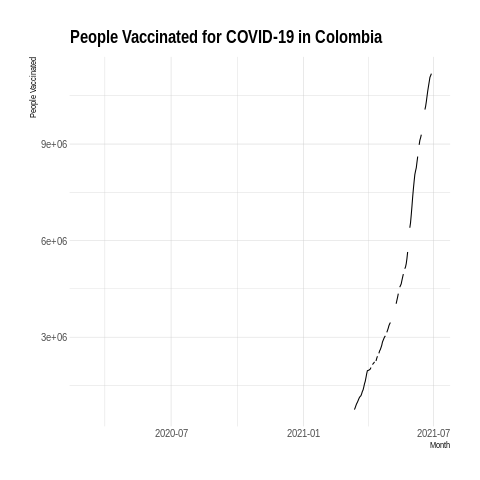 People Vaccinated for COVID-19 in Colombia
People Vaccinated
9e+06
6e+06
3e+06
2020-07
2021-01
2021-07
Month